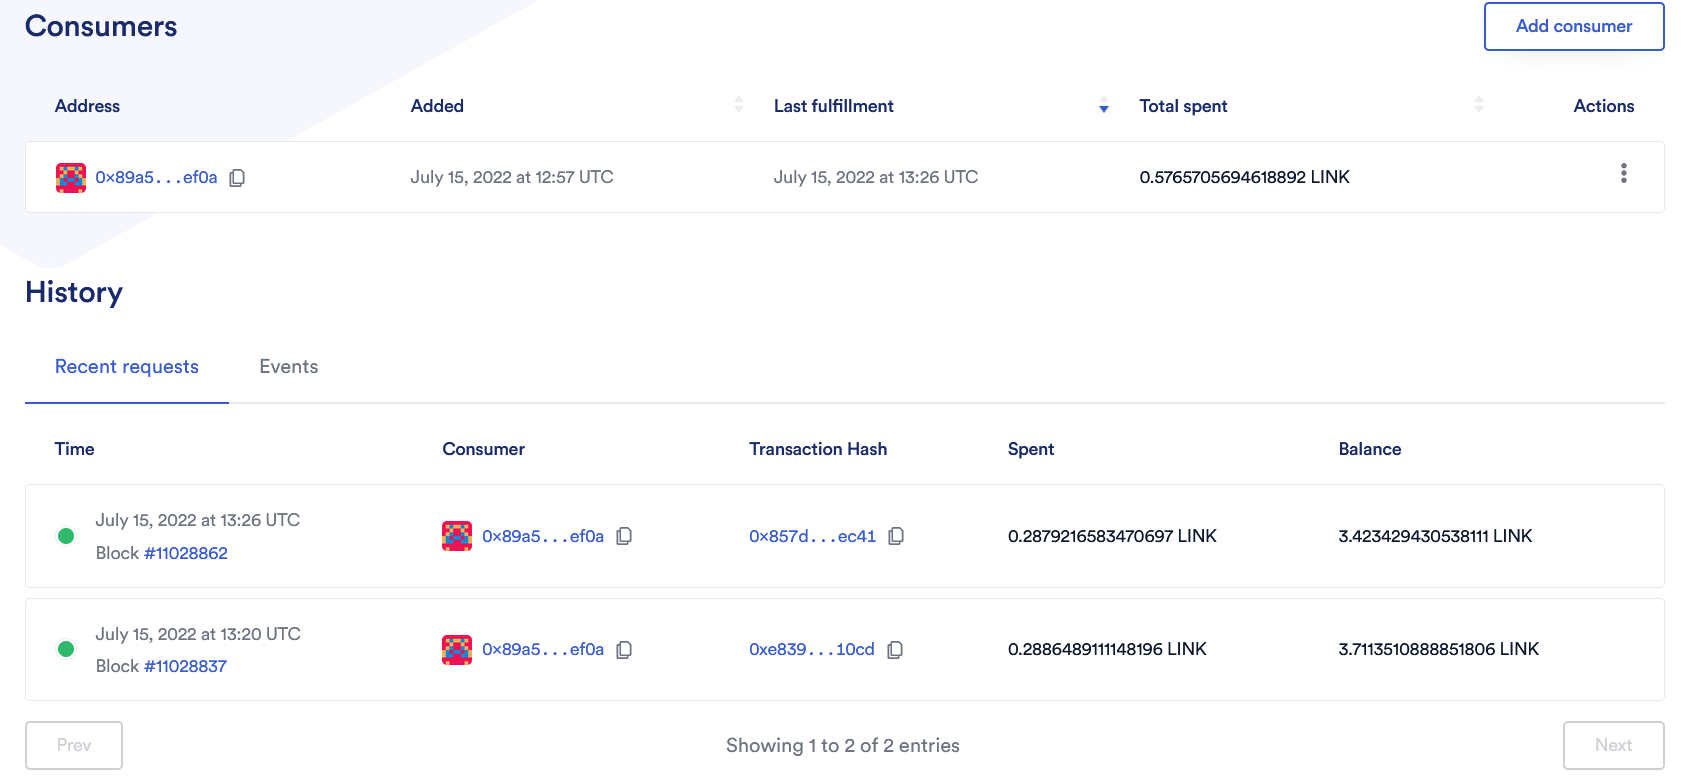 Consumers
Add consumer
Address Added Last fulfillment Total spent Actions
0x89a5...ef0a July 15, 2022 at 12:57 UTC July 15, 2022 at 13:26 UTC 0.5765705694618892 LINK
History
Recent requests Events
Time Consumer Transaction Hash Spent Balance
July 15, 2022 at 13:26 UTC
Block #11028862
0x89a5...ef0a 0x857d...ec41 0.2879216583470697 LINK 3.423429430538111 LINK
July 15, 2022 at 13:20 UTC
Block #11028837
0x89a5...ef0a 0xe839...10cd 0.2886489111148196 LINK 3.7113510888851806 LINK
Prev Showing 1 to 2 of 2 entries Next